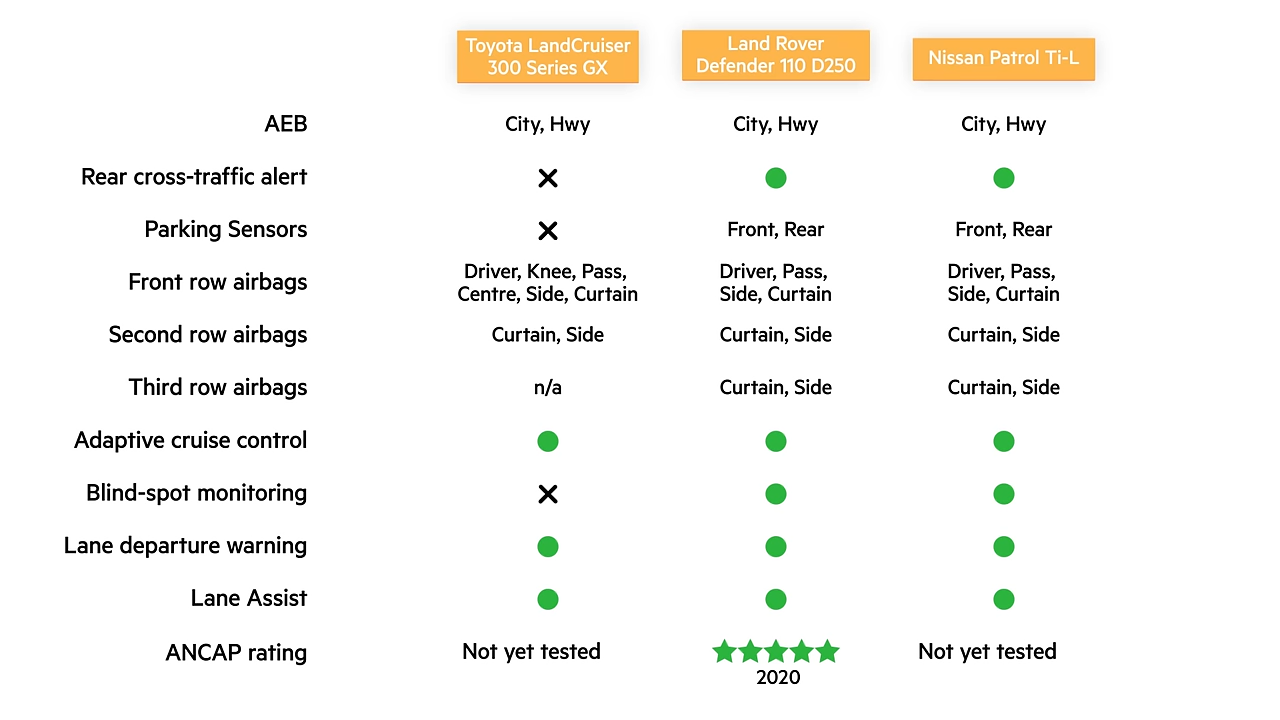 Toyota LandCruiser
300 Series GX
Land Rover
Defender 110 D250
Nissan Patrol Ti-L
AEB
City, Hwy
City, Hwy
City, Hwy
Rear cross-traffic alert
Parking Sensors
Front, Rear
Front, Rear
Front row airbags
Driver, Knee, Pass,
Centre, Side, Curtain
Driver, Pass,
Side, Curtain
Driver, Pass,
Side, Curtain
Second row airbags
Curtain, Side
Curtain, Side
Curtain, Side
Third row airbags
n/a
Curtain, Side
Curtain, Side
Adaptive cruise control
Blind-spot monitoring
Lane departure warning
Lane Assist
ANCAP rating
Not yet tested
2020
Not yet tested